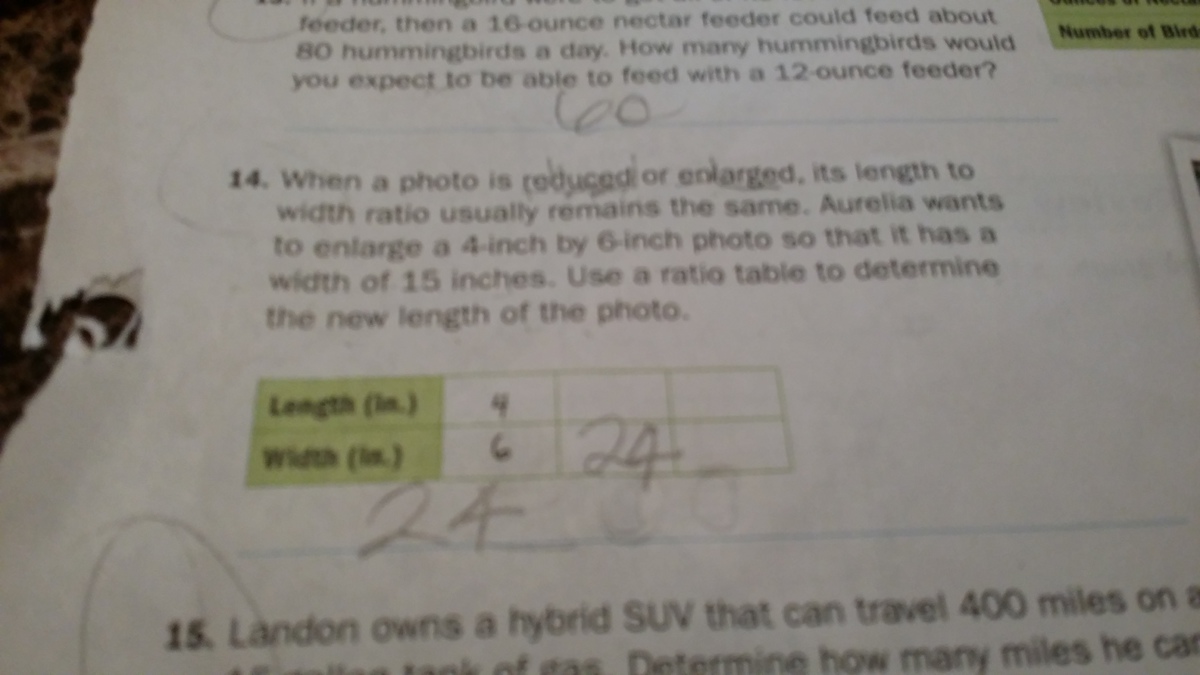 feeder, then a 16-ounce nectar feeder could feed about
80 hummingbirds a day. How many hummingbirds would
you expect to be able to feed with a 12-ounce feeder?
60
Number of Bird
14. When a photo is reduced or enlarged, its length to
width ratio usually remains the same. Aurelia wants
to enlarge a 4-inch by 6-inch photo so that it has a
width of 15 inches. Use a ratio table to determine
the new length of the photo.
Length (in.) 4
Width (in.) 6 24
24
15. Landon owns a hybrid SUV that can travel 400 miles on a
tank of gas. Determine how many miles he can